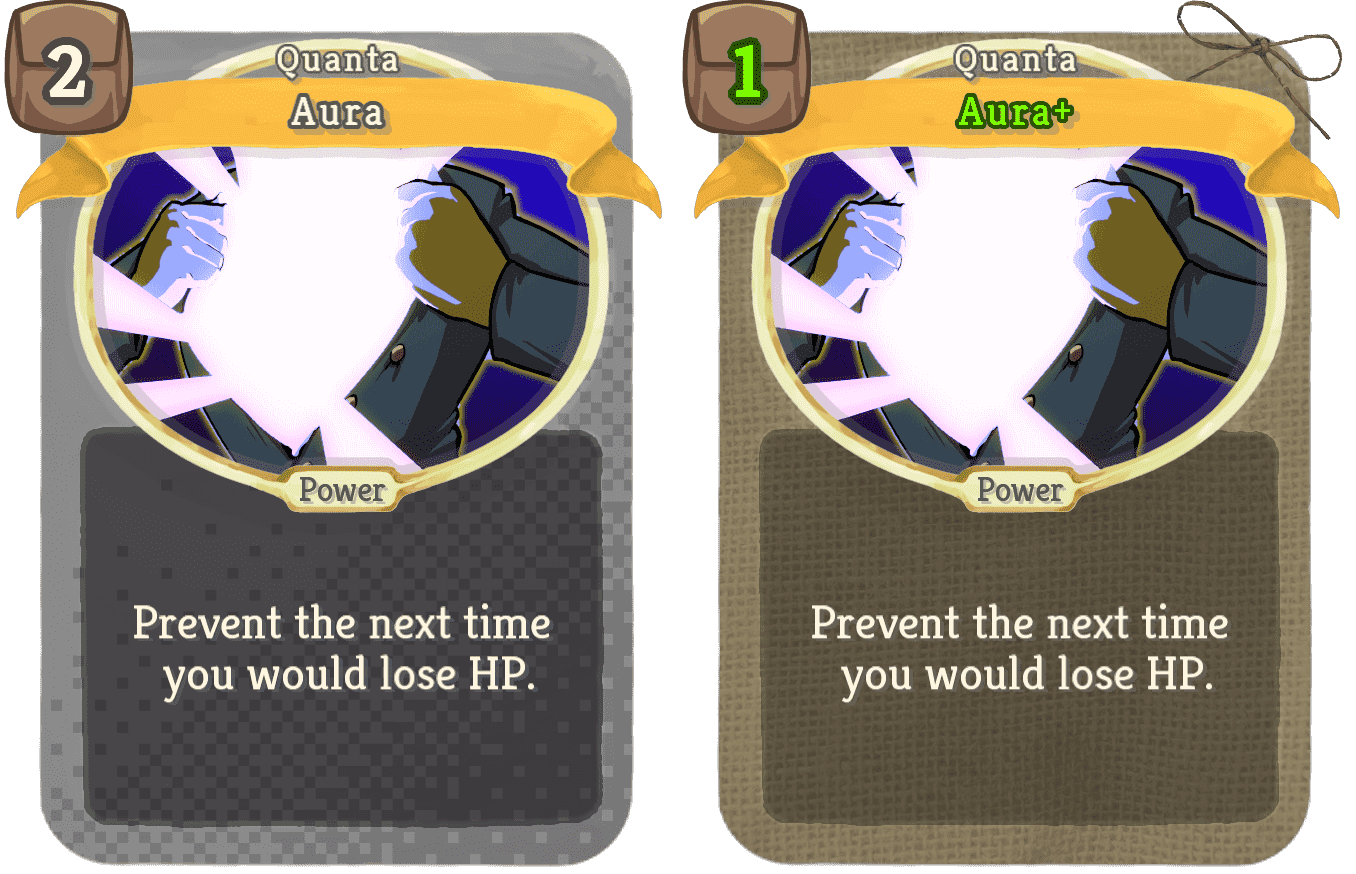 2
Quanta
Aura
Power
Prevent the next time
you would lose HP.
1
Quanta
Aura+
Power
Prevent the next time
you would lose HP.